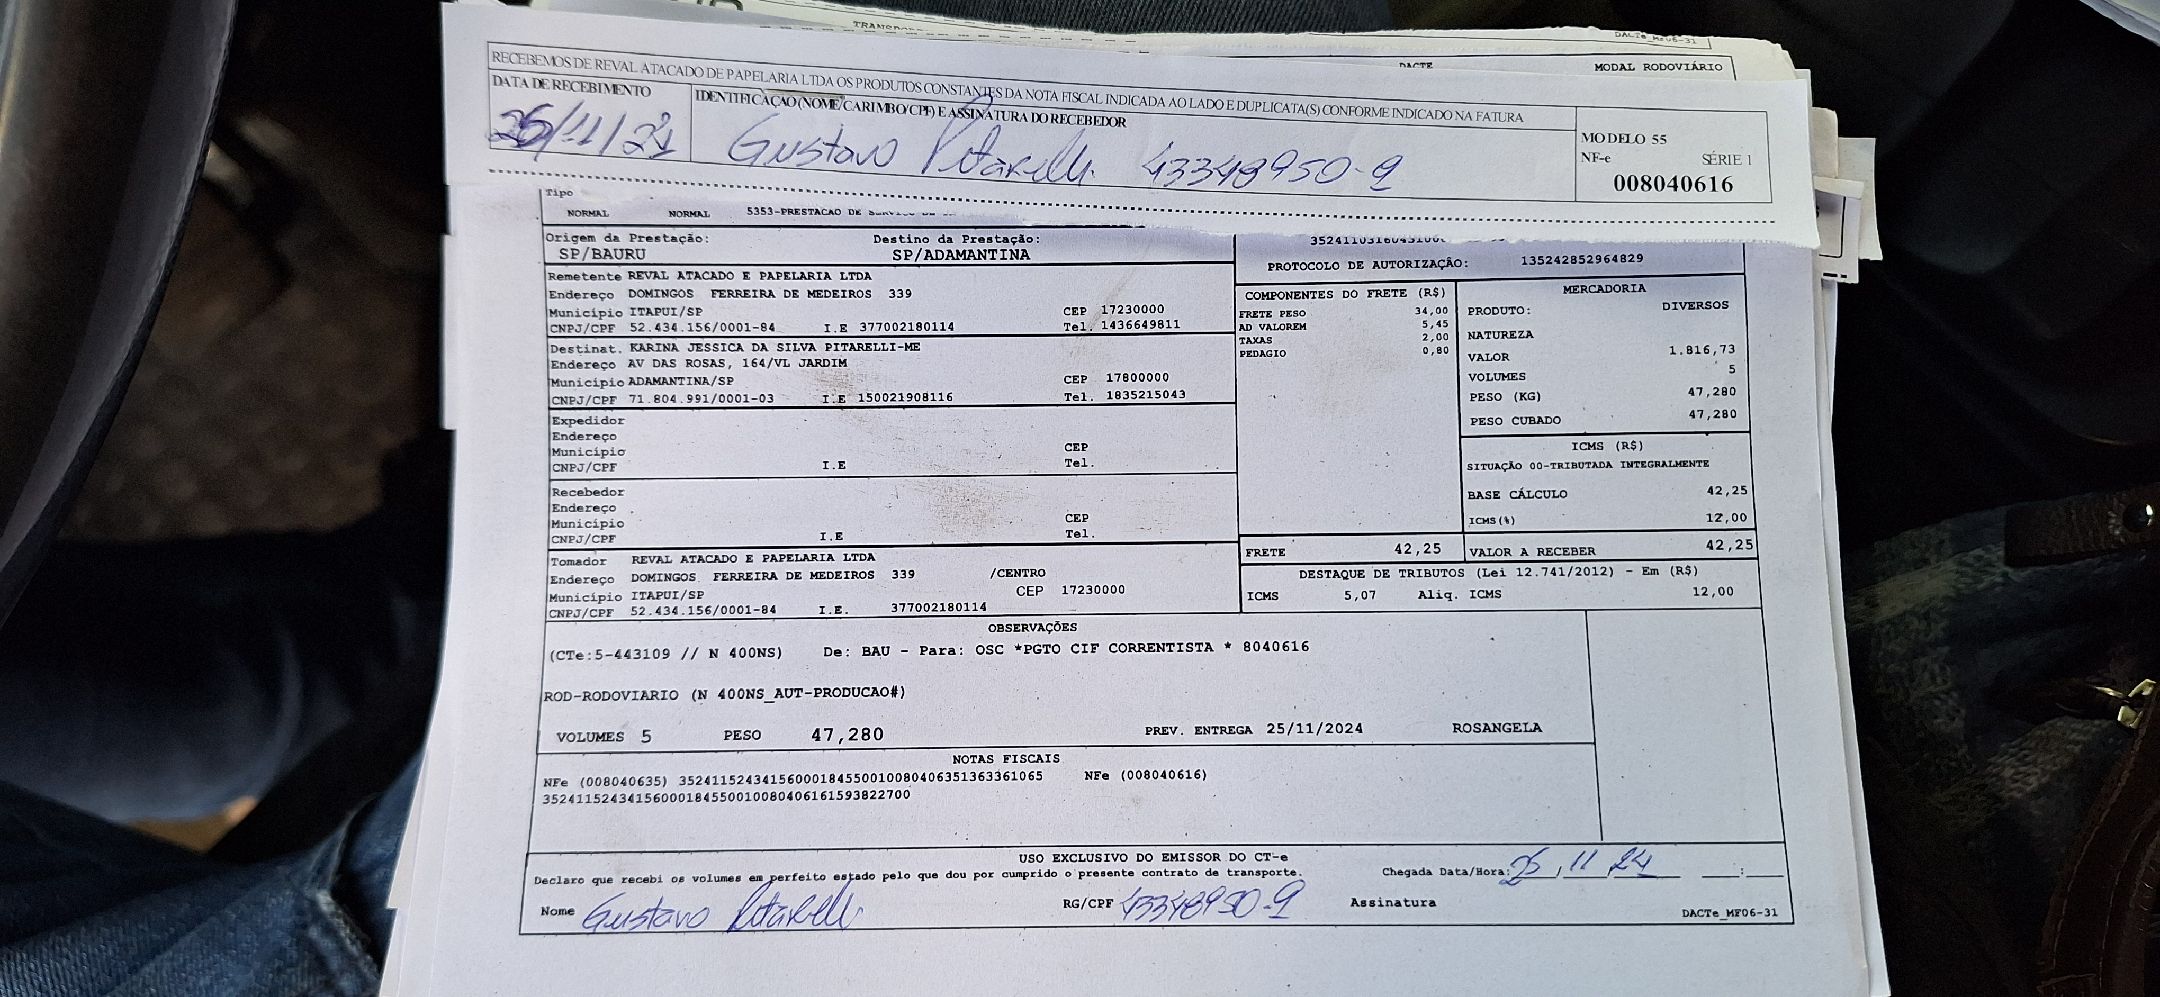 TRANSPO
DACTe_MF06-31
DACTE
MODAL RODOVIÁRIO
RECEBEMOS DE REVAL ATACADO DE PAPELARIA LTDA OS PRODUTOS CONSTANTES DA NOTA FISCAL INDICADA AO LADO E DUPLICATA(S) CONFORME INDICADO NA FATURA
DATA DE RECEBIMENTO
IDENTIFICAÇÃO (NOME/CARIMBO/CPF) E ASSINATURA DO RECEBEDOR
25/11/24 Gustavo Pitarelli 43348950-9
MODELO 55
NF-e SÉRIE 1
008040616
Tipo
NORMAL NORMAL 5353-PRESTACAO DE
Origem da Prestação: Destino da Prestação:
SP/BAURU SP/ADAMANTINA
PROTOCOLO DE AUTORIZAÇÃO: 135242852964829
Remetente REVAL ATACADO E PAPELARIA LTDA
Endereço DOMINGOS FERREIRA DE MEDEIROS 339
Município ITAPUI/SP CEP 17230000
CNPJ/CPF 52.434.156/0001-84 I.E 377002180114 Tel. 1436649811
Destinat. KARINA JESSICA DA SILVA PITARELLI-ME
Endereço AV DAS ROSAS, 164/VL JARDIM
Município ADAMANTINA/SP CEP 17800000
CNPJ/CPF 71.804.991/0001-03 I.E 150021908116 Tel. 1835215043
Expedidor
Endereço
Município CEP
CNPJ/CPF I.E Tel.
Recebedor
Endereço
Município CEP
CNPJ/CPF I.E Tel.
Tomador REVAL ATACADO E PAPELARIA LTDA
Endereço DOMINGOS FERREIRA DE MEDEIROS 339 /CENTRO
Município ITAPUI/SP CEP 17230000
CNPJ/CPF 52.434.156/0001-84 I.E. 377002180114
COMPONENTES DO FRETE (R$)
FRETE PESO 34,00
AD VALOREM 5,45
TAXAS 2,00
PEDAGIO 0,80
MERCADORIA
PRODUTO: DIVERSOS
NATUREZA
VALOR 1.816,73
VOLUMES 5
PESO (KG) 47,280
PESO CUBADO 47,280
ICMS (R$)
SITUAÇÃO 00-TRIBUTADA INTEGRALMENTE
BASE CÁLCULO 42,25
ICMS(%) 12,00
FRETE 42,25 VALOR A RECEBER 42,25
DESTAQUE DE TRIBUTOS (Lei 12.741/2012) - Em (R$)
ICMS 5,07 Aliq. ICMS 12,00
OBSERVAÇÕES
(CTe:5-443109 // N 400NS) De: BAU - Para: OSC *PGTO CIF CORRENTISTA * 8040616
ROD-RODOVIARIO (N 400NS_AUT-PRODUCAO#)
VOLUMES 5 PESO 47,280 PREV. ENTREGA 25/11/2024 ROSANGELA
NOTAS FISCAIS
NFe (008040635) 35241152434156000184550010080406351363361065 NFe (008040616)
35241152434156000184550010080406161593822700
USO EXCLUSIVO DO EMISSOR DO CT-e
Declaro que recebi os volumes em perfeito estado pelo que dou por cumprido o presente contrato de transporte. Chegada Data/Hora: 25 , 11 24 :
Nome Gustavo Pitarelli RG/CPF 43348950-9 Assinatura
DACTe_MF06-31